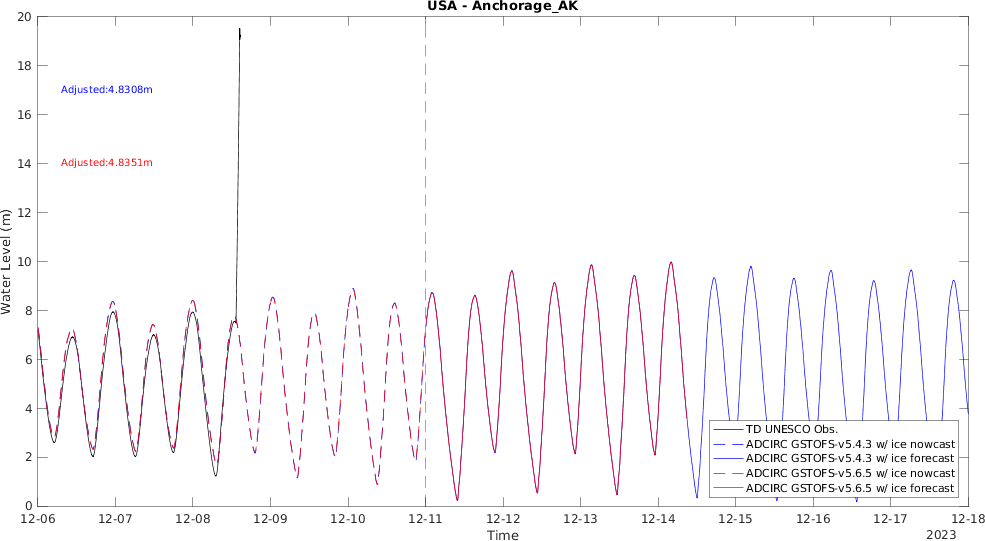 USA - Anchorage_AK
20
18
16
14
12
10
8
6
4
2
0
Water Level (m)
Adjusted:4.8308m
Adjusted:4.8351m
TD UNESCO Obs.
ADCIRC GSTOFS-v5.4.3 w/ ice nowcast
ADCIRC GSTOFS-v5.4.3 w/ ice forecast
ADCIRC GSTOFS-v5.6.5 w/ ice nowcast
ADCIRC GSTOFS-v5.6.5 w/ ice forecast
12-06 12-07 12-08 12-09 12-10 12-11 12-12 12-13 12-14 12-15 12-16 12-17 12-18
Time
2023